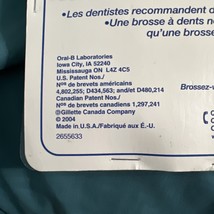 •Les dentistes recommandent d
•Une brosse à dents n
qu'une bross
Oral-B Laboratories
Iowa City, IA 52240
Mississauga ON L4Z 4C5
U.S. Patent Nos./
Nos de brevets américains
4,802,255; D434,563; and/et D480,214
Canadian Patent Nos./
Nos de brevets canadiens 1,297,241
Gillette Canada Company
© 2004
Made in U.S.A./Fabriqué aux É.-U.
2655633
Brossez-v